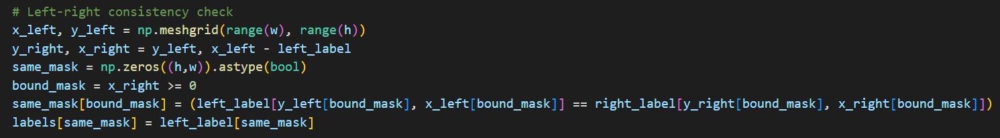 # Left-right consistency check
x_left, y_left = np.meshgrid(range(w), range(h))
y_right, x_right = y_left, x_left - left_label
same_mask = np.zeros((h,w)).astype(bool)
bound_mask = x_right >= 0
same_mask[bound_mask] = (left_label[y_left[bound_mask], x_left[bound_mask]] == right_label[y_right[bound_mask], x_right[bound_mask]])
labels[same_mask] = left_label[same_mask]